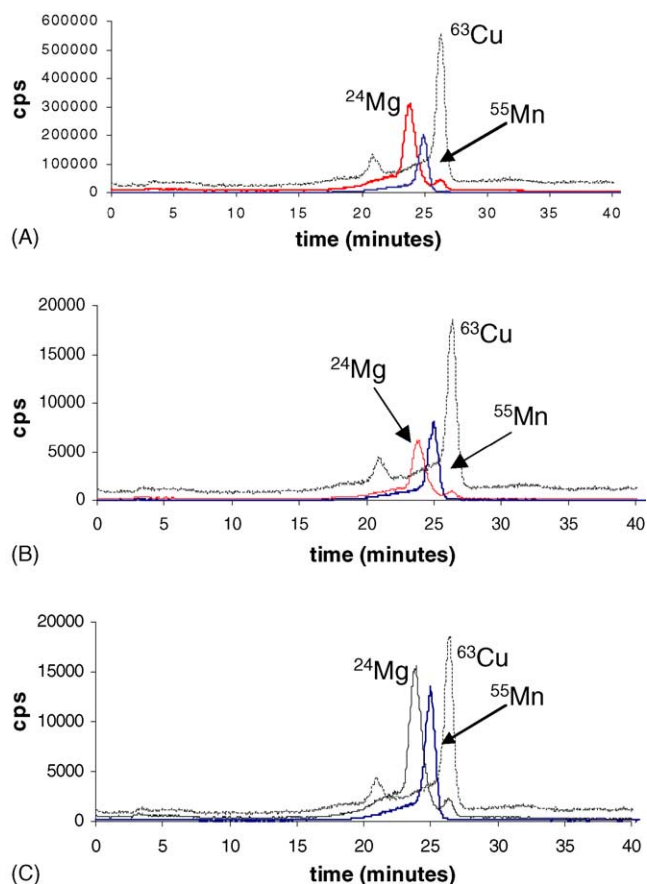 600000
500000
400000
300000
200000
100000
0
cps
²⁴Mg
⁵⁵Mn
⁶³Cu
0 5 10 15 20 25 30 35 40
time (minutes)
(A)
20000
15000
10000
5000
0
cps
²⁴Mg
⁵⁵Mn
⁶³Cu
0 5 10 15 20 25 30 35 40
time (minutes)
(B)
20000
15000
10000
5000
0
cps
²⁴Mg
⁶³Cu
⁵⁵Mn
0 5 10 15 20 25 30 35 40
time (minutes)
(C)